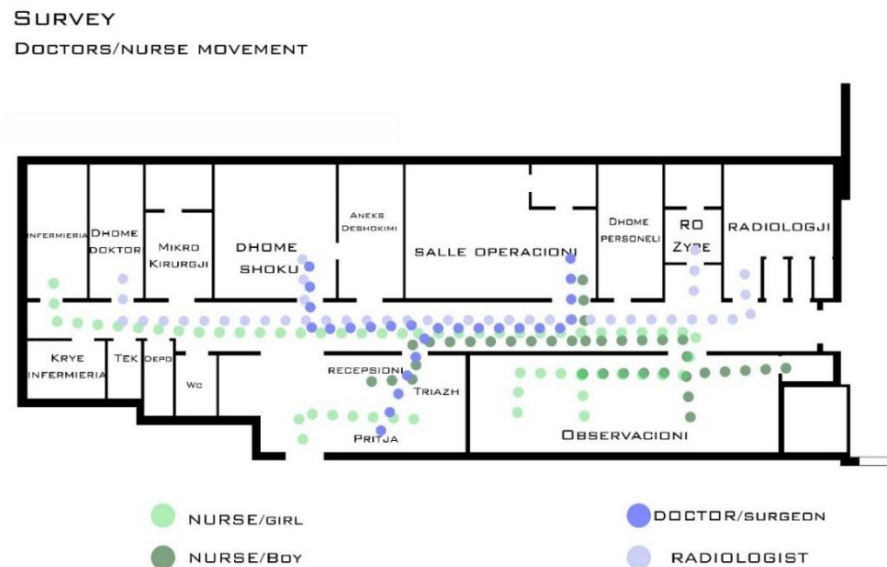 SURVEY
DOCTORS/NURSE MOVEMENT
INFERMIERIA
DHOME
DOKTORI
MIKRO
KIRURGJI
DHOME
SHOKU
ANEKS
DESHOKIMI
SALLE OPERACIONI
DHOME
PERSONELI
RO
ZYRE
RADIOLOGJI
KRYE
INFERMIERIA
TEK
DEPO
WC
RECEPSIONI
TRIAZH
PRITJA
OBSERVACIONI
NURSE/GIRL
NURSE/BOY
DOCTOR/SURGEON
RADIOLOGIST